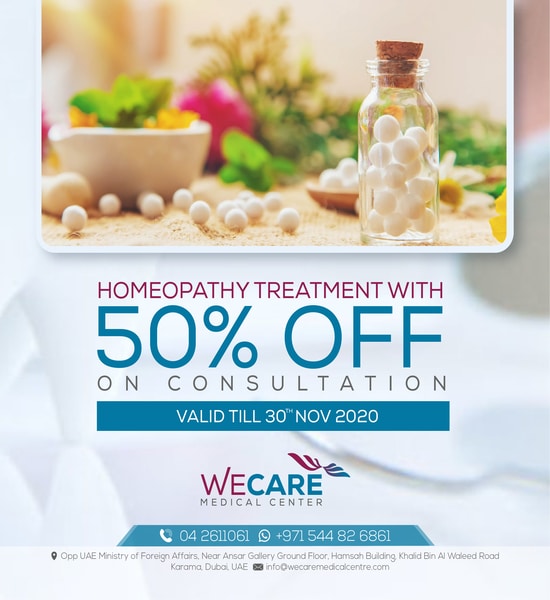 HOMEOPATHY TREATMENT WITH
50% OFF
ON CONSULTATION
VALID TILL 30TH NOV 2020
WECARE
MEDICAL CENTER
04 2611061 +971 544 82 6861
Opp UAE Ministry of Foreign Affairs, Near Ansar Gallery Ground Floor, Hamsah Building, Khalid Bin Al Waleed Road
Karama, Dubai, UAE info@wecaremedicalcentre.com